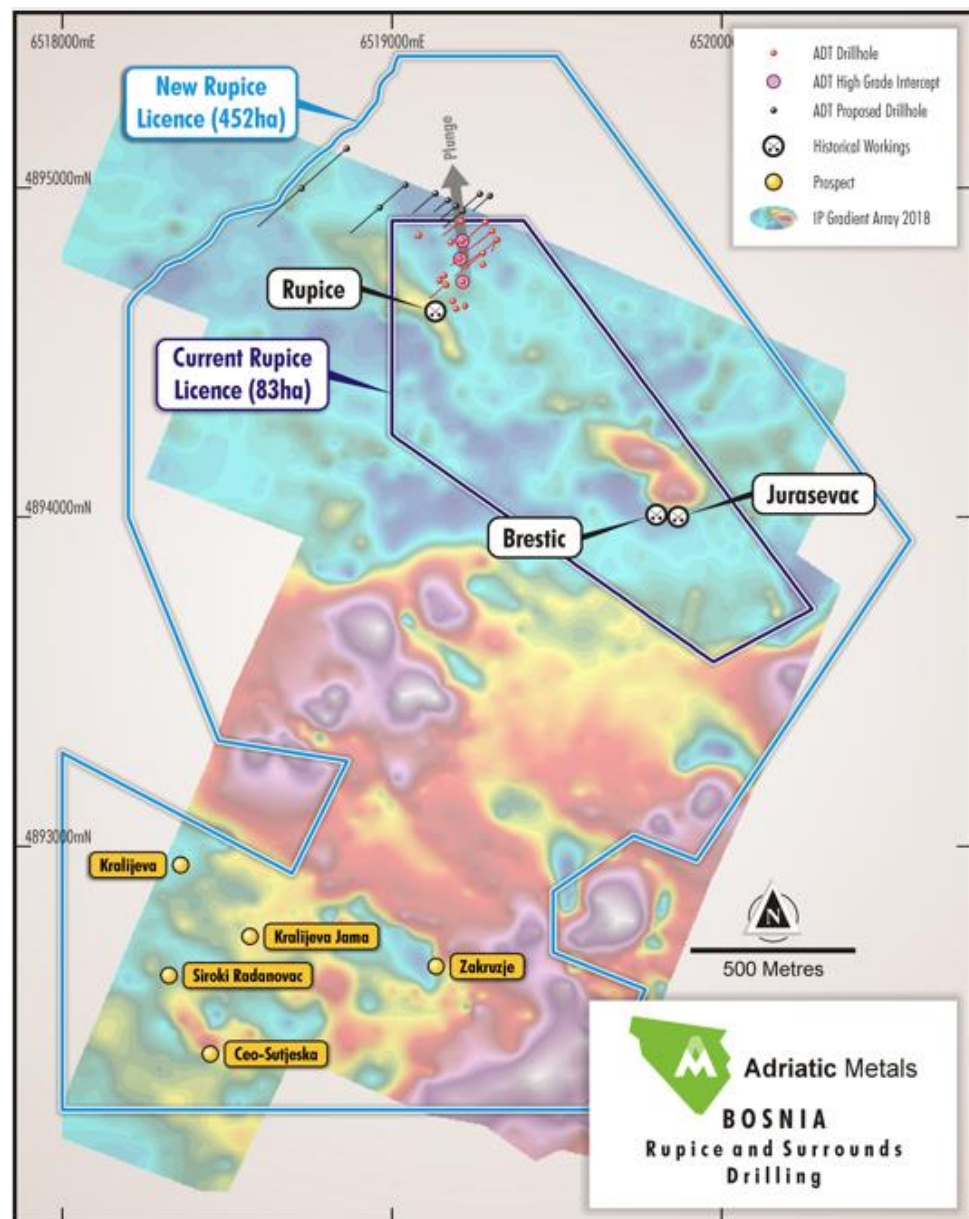 6518000mE
6519000mE
6520000m
ADT Drillhole
ADT High Grade Intercept
ADT Proposed Drillhole
Historical Workings
Prospect
IP Gradient Array 2018
New Rupice
Licence (452ha)
Plunge
4895000mN
Rupice
Current Rupice
Licence (83ha)
Jurasevac
4894000mN
Brestic
4893000mN
Kralijeva
Kralijeva Jama
Siroki Radanovac
Zakruzje
Ceo-Sutjeska
N
500 Metres
Adriatic Metals
BOSNIA
Rupice and Surrounds
Drilling